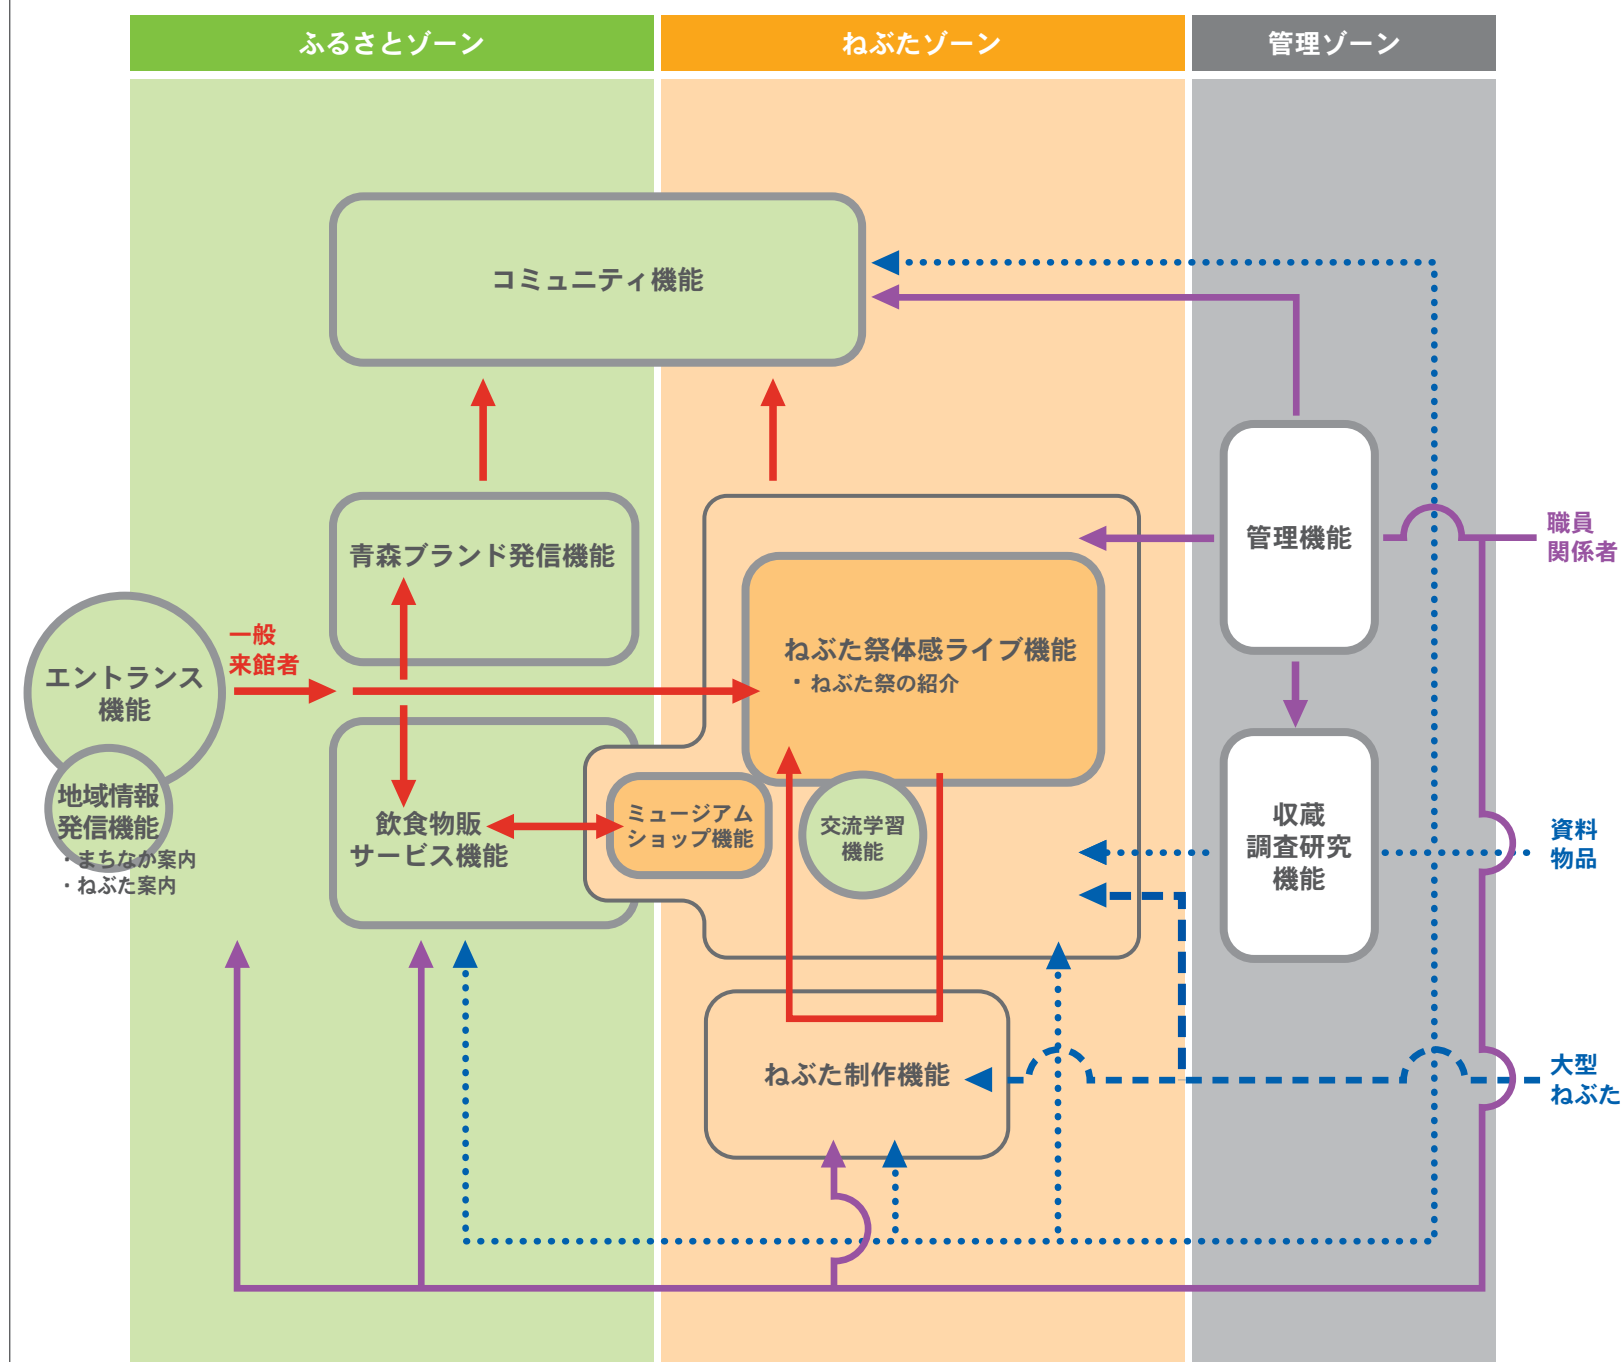 ふるさとゾーン
ねぶたゾーン
管理ゾーン
コミュニティ機能
青森ブランド発信機能
管理機能
職員
関係者
一般
来館者
エントランス
機能
ねぶた祭体感ライブ機能
・ねぶた祭の紹介
地域情報
発信機能
・まちなか案内
・ねぶた案内
飲食物販
サービス機能
ミュージアム
ショップ機能
交流学習
機能
収蔵
調査研究
機能
資料
物品
ねぶた制作機能
大型
ねぶた